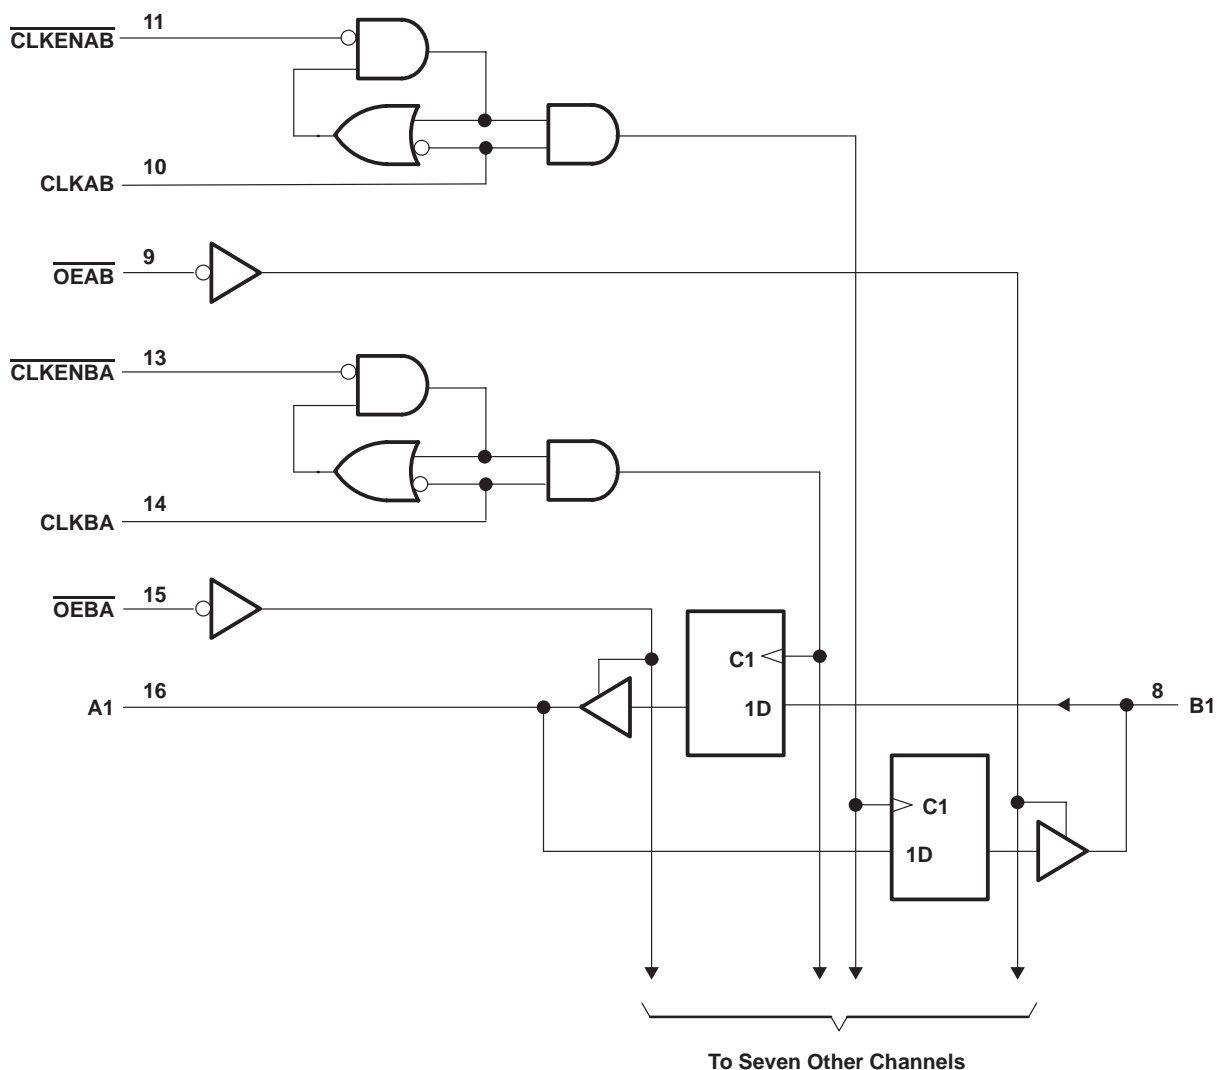 CLKENAB 11
CLKAB 10
OEAB 9
CLKENBA 13
CLKBA 14
OEBA 15
C1
A1 16
1D
8 B1
C1
1D
To Seven Other Channels